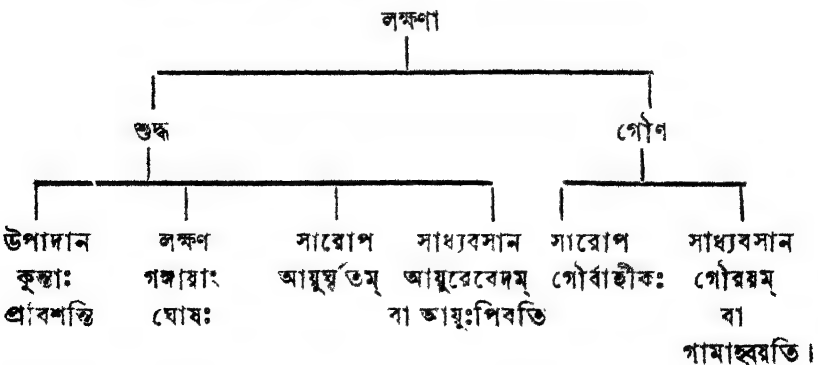 লক্ষণা
শুদ্ধ গৌণ
উপাদান লক্ষণ সারোপ সাধ্যবসান সারোপ সাধ্যবসান
কুন্তাঃ গঙ্গায়াং আয়ুর্ঘৃতম্ আয়ুরেবেদম্ গৌর্বাহীকঃ গৌরয়ম্
প্রবিশন্তি ঘোষঃ বা আয়ুঃপিবতি বা
গামাহ্বয়তি।